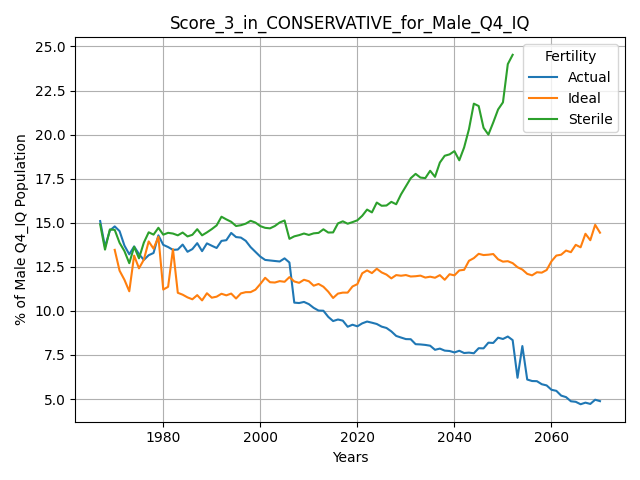 Score_3_in_CONSERVATIVE_for_Male_Q4_IQ
% of Male Q4_IQ Population
25.0
22.5
20.0
17.5
15.0
12.5
10.0
7.5
5.0
Fertility
Actual
Ideal
Sterile
1980
2000
2020
2040
2060
Years